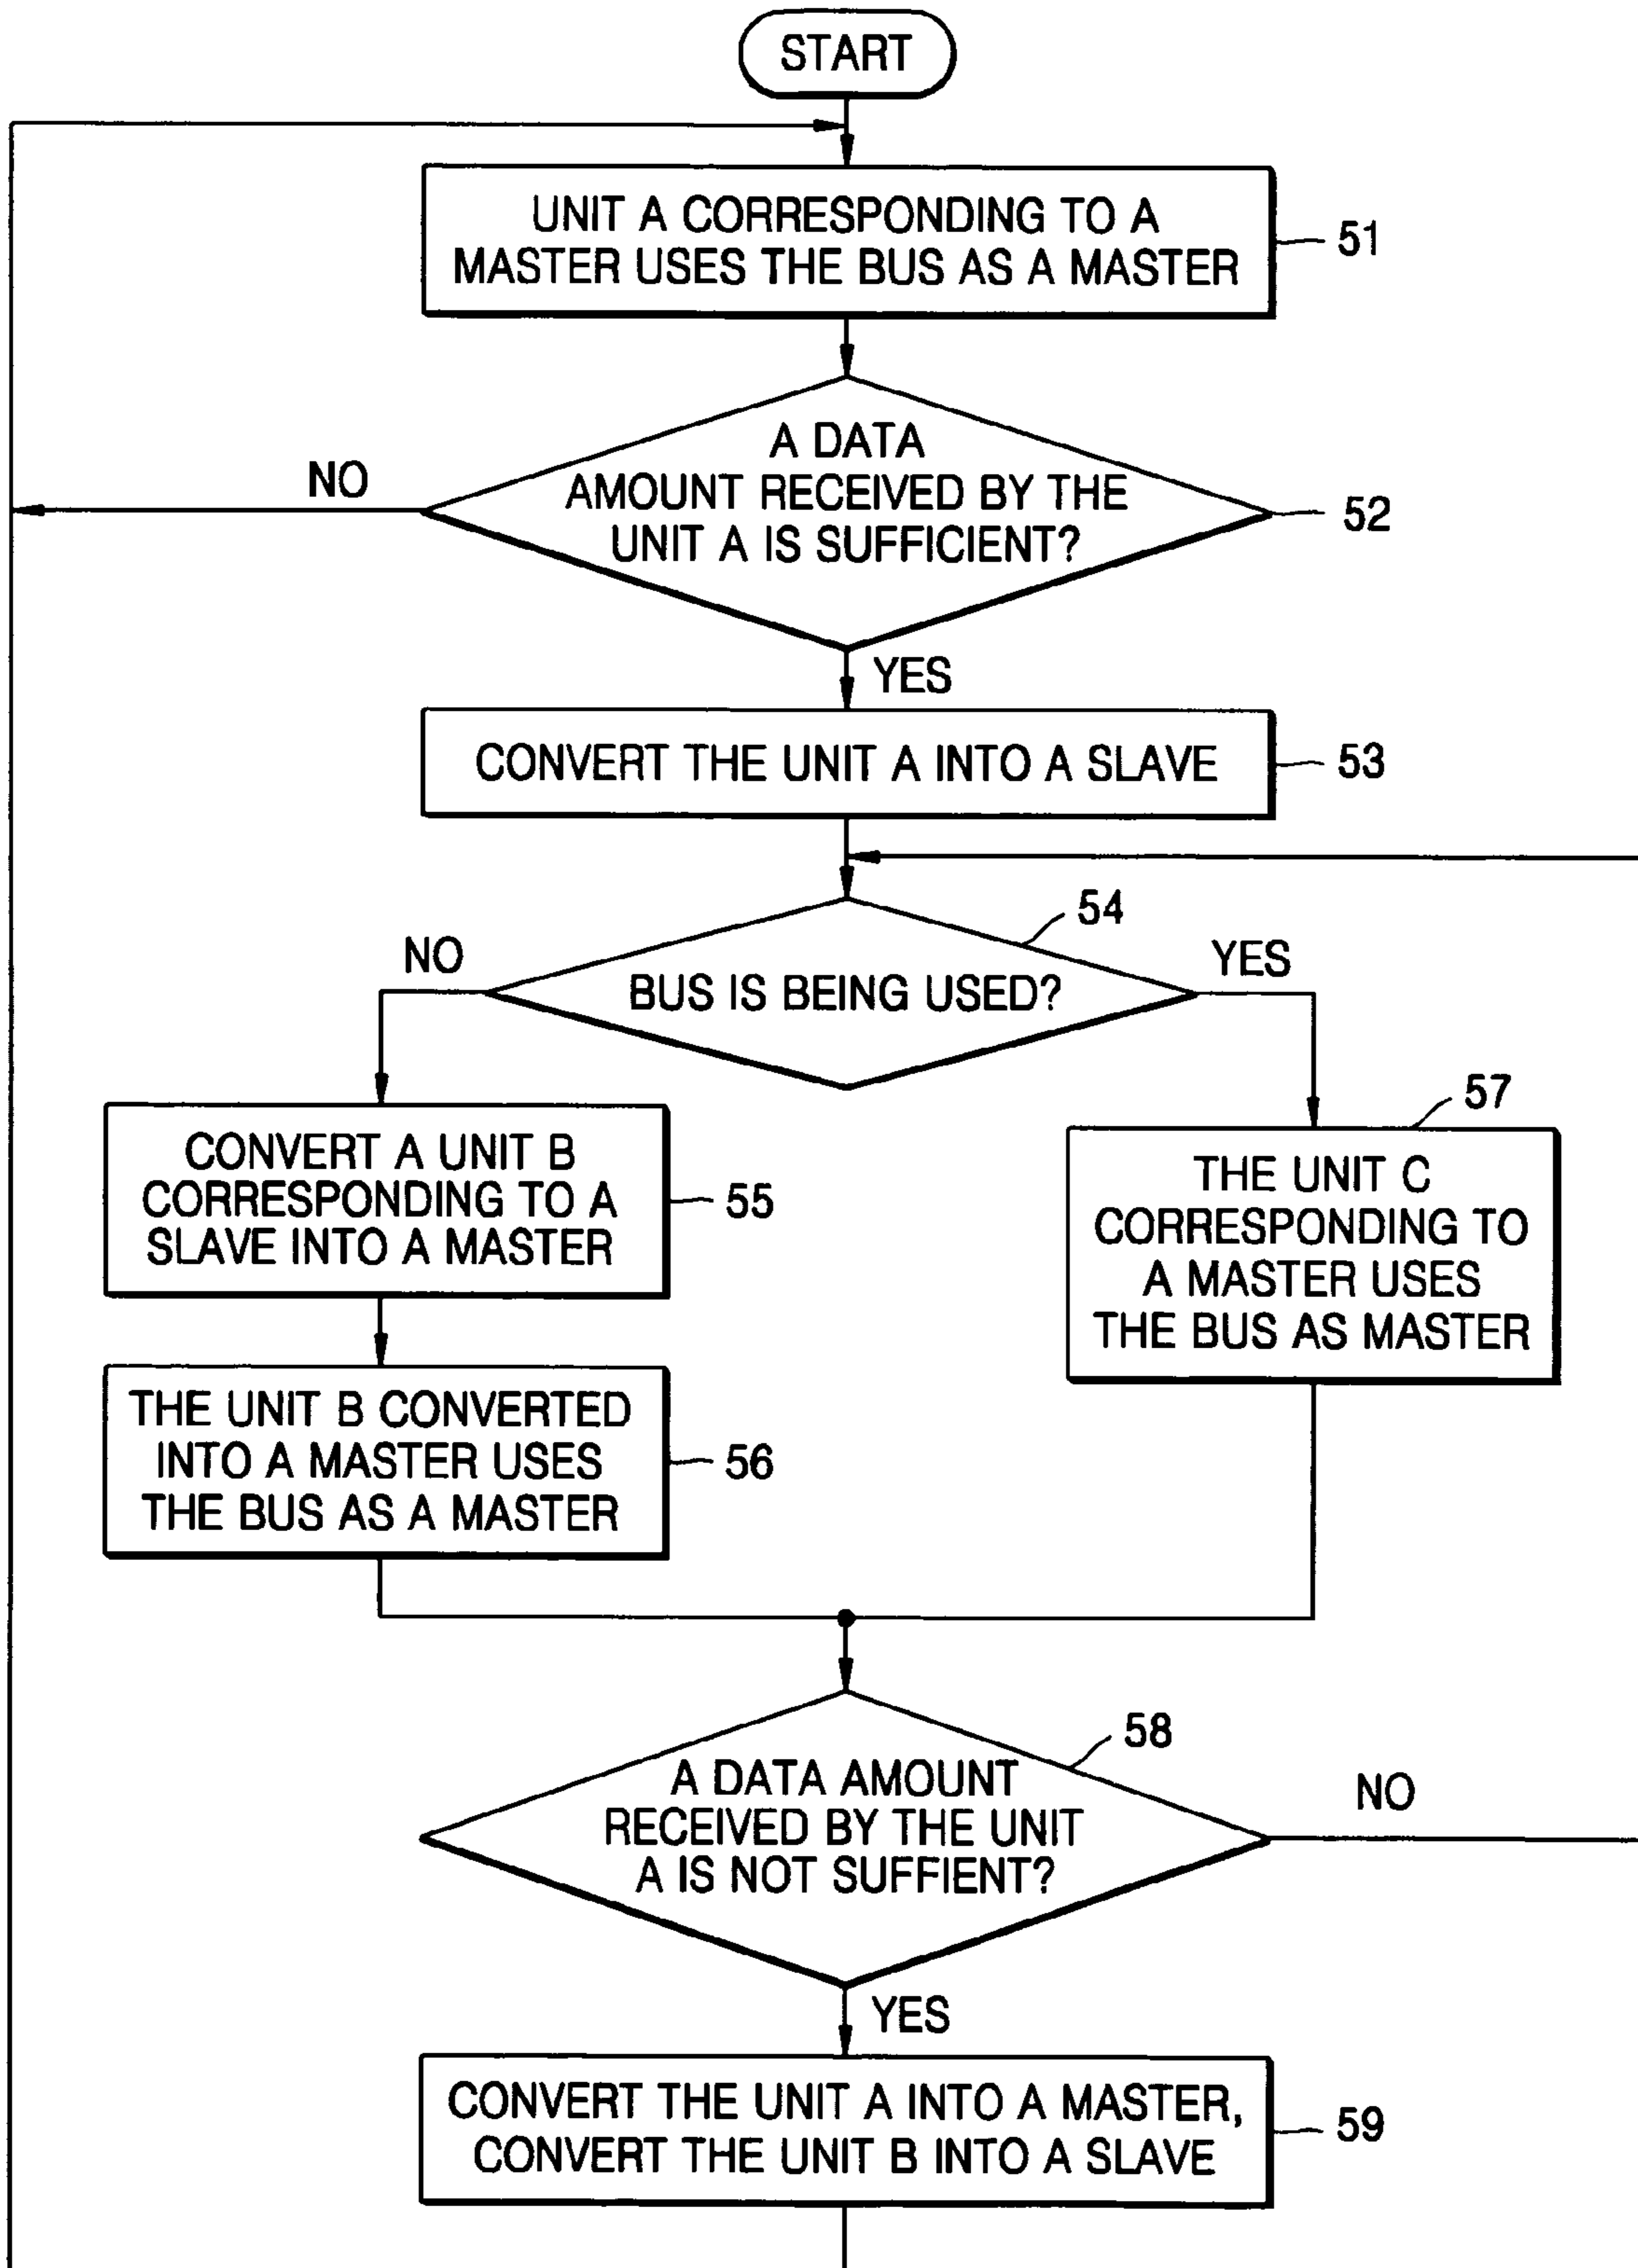 START
UNIT A CORRESPONDING TO A
MASTER USES THE BUS AS A MASTER
51
A DATA
AMOUNT RECEIVED BY THE
UNIT A IS SUFFICIENT?
52
NO
YES
CONVERT THE UNIT A INTO A SLAVE
53
54
NO
BUS IS BEING USED?
YES
CONVERT A UNIT B
CORRESPONDING TO A
SLAVE INTO A MASTER
55
57
THE UNIT C
CORRESPONDING TO
A MASTER USES
THE BUS AS MASTER
THE UNIT B CONVERTED
INTO A MASTER USES
THE BUS AS A MASTER
56
58
A DATA AMOUNT
RECEIVED BY THE UNIT
A IS NOT SUFFIENT?
NO
YES
CONVERT THE UNIT A INTO A MASTER,
CONVERT THE UNIT B INTO A SLAVE
59